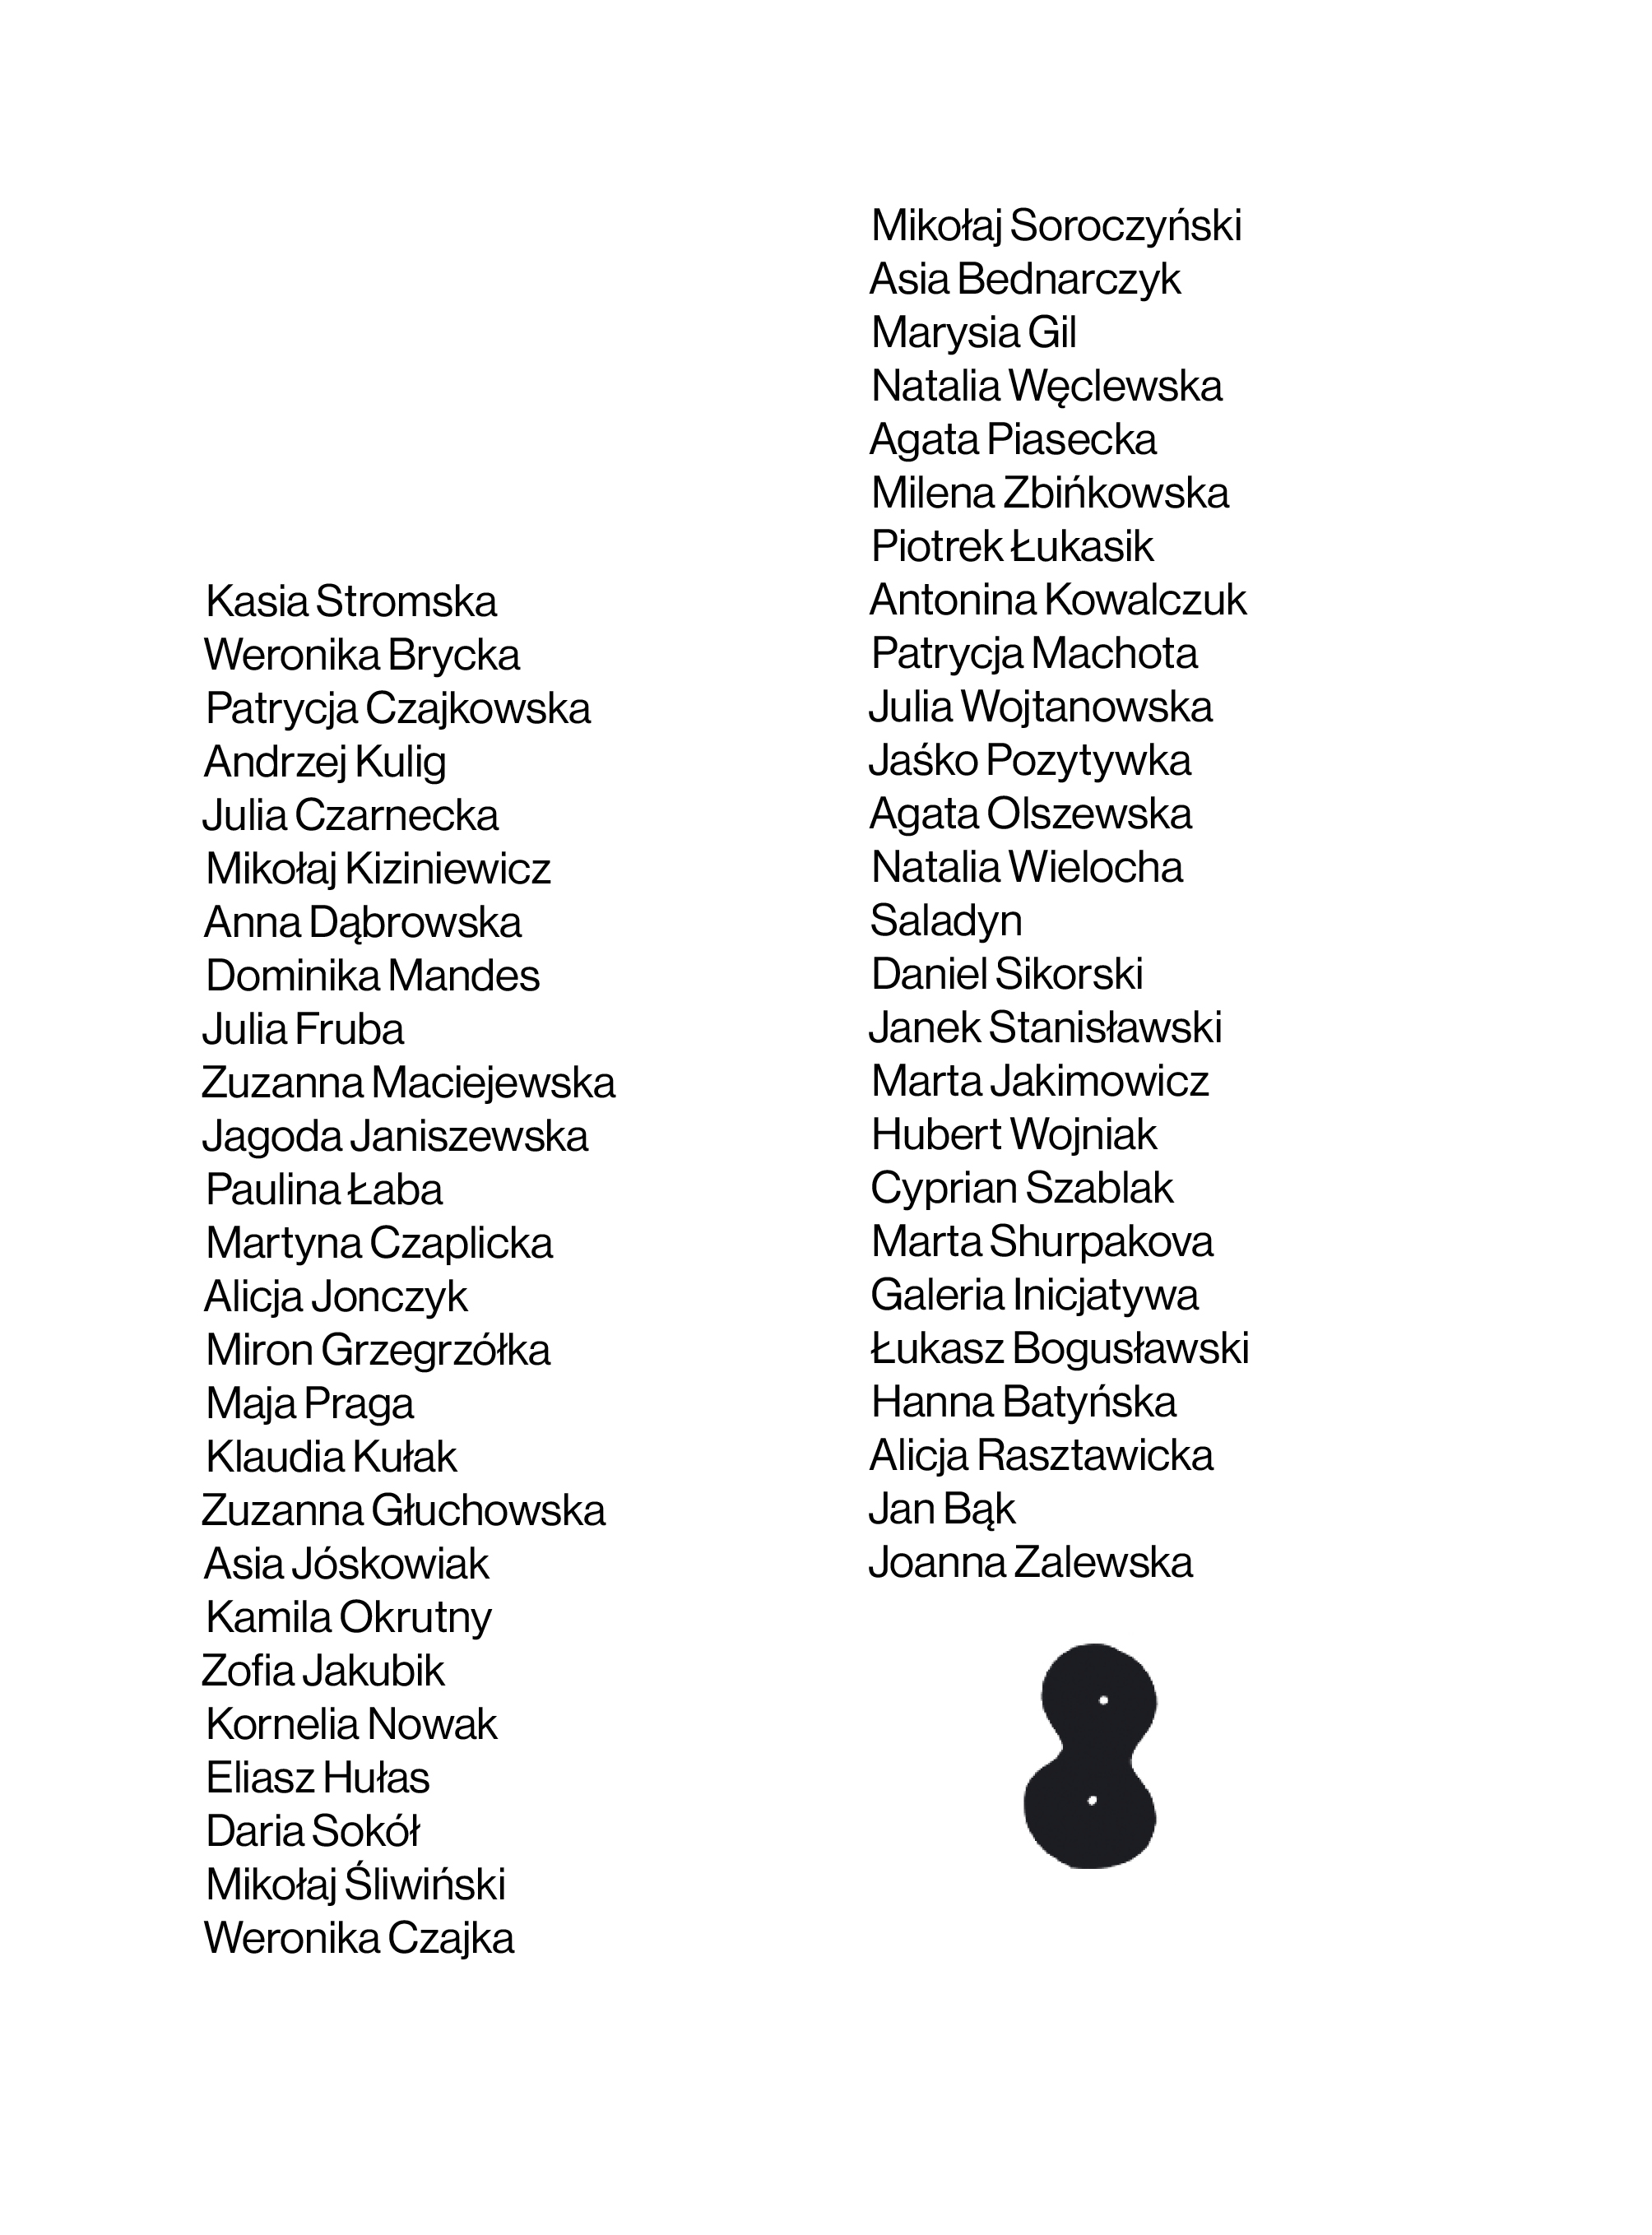 Kasia Stromska
Weronika Brycka
Patrycja Czajkowska
Andrzej Kulig
Julia Czarnecka
Mikołaj Kiziniewicz
Anna Dąbrowska
Dominika Mandes
Julia Fruba
Zuzanna Maciejewska
Jagoda Janiszewska
Paulina Łaba
Martyna Czaplicka
Alicja Jonczyk
Miron Grzegrzółka
Maja Praga
Klaudia Kułak
Zuzanna Głuchowska
Asia Jóskowiak
Kamila Okrutny
Zofia Jakubik
Kornelia Nowak
Eliasz Hułas
Daria Sokół
Mikołaj Śliwiński
Weronika Czajka
Mikołaj Soroczyński
Asia Bednarczyk
Marysia Gil
Natalia Węclewska
Agata Piasecka
Milena Zbińkowska
Piotrek Łukasik
Antonina Kowalczuk
Patrycja Machota
Julia Wojtanowska
Jaśko Pozytywka
Agata Olszewska
Natalia Wielocha
Saladyn
Daniel Sikorski
Janek Stanisławski
Marta Jakimowicz
Hubert Wojniak
Cyprian Szablak
Marta Shurpakova
Galeria Inicjatywa
Łukasz Bogusławski
Hanna Batyńska
Alicja Rasztawicka
Jan Bąk
Joanna Zalewska
8